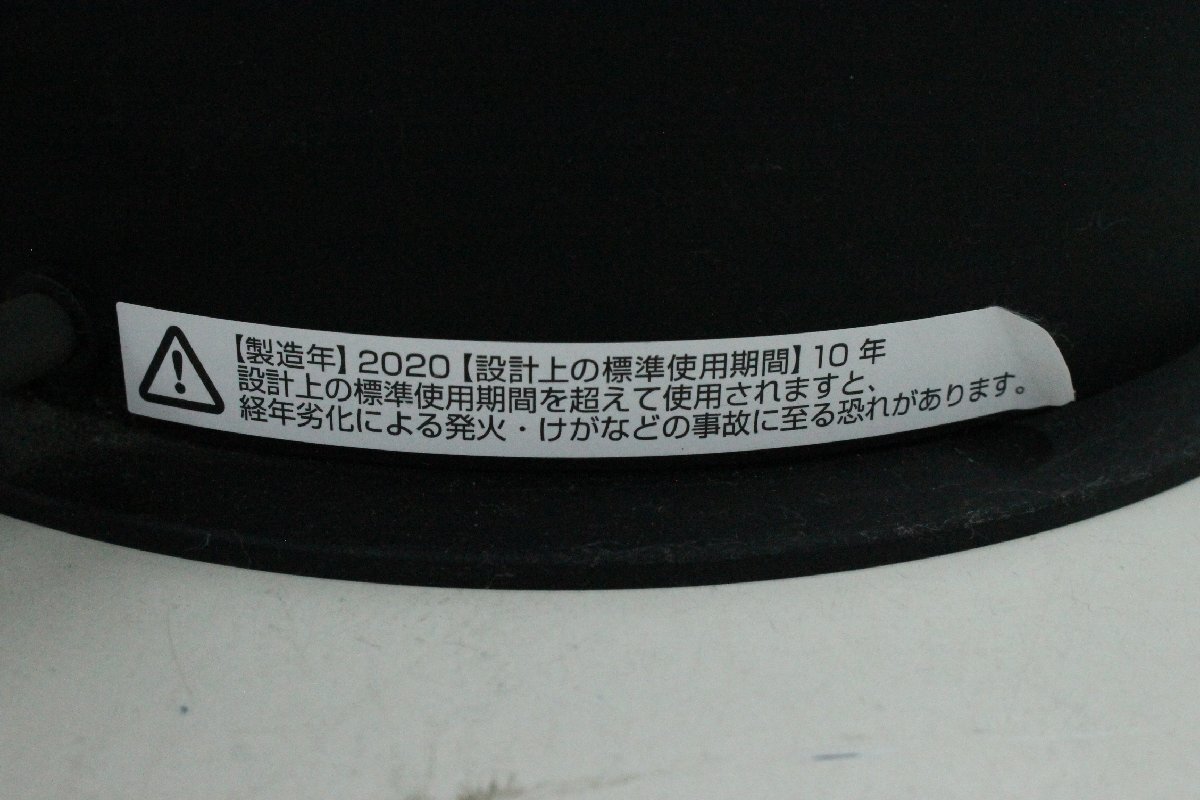 【製造年】2020【設計上の標準使用期間】10年
設計上の標準使用期間を超えて使用されますと、
経年劣化による発火・けがなどの事故に至る恐れがあります。